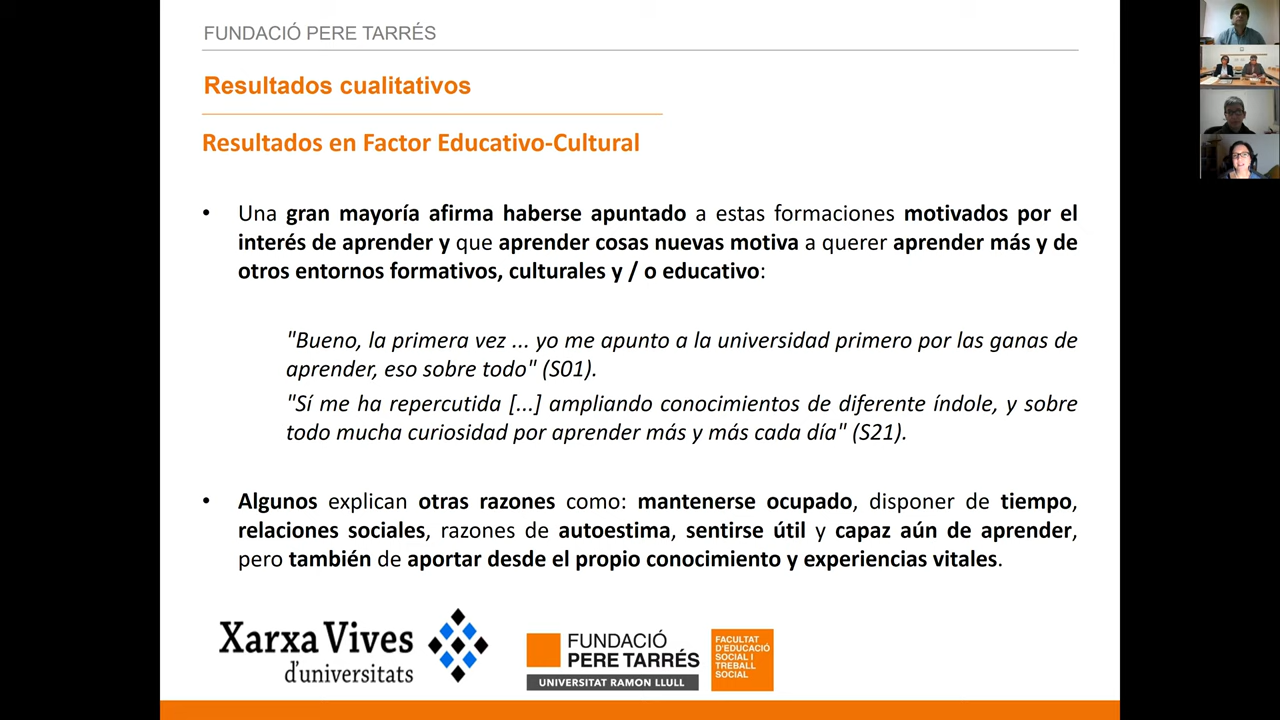 FUNDACIÓ PERE TARRÉS
Resultados cualitativos
Resultados en Factor Educativo-Cultural
• Una gran mayoría afirma haberse apuntado a estas formaciones motivados por el
interés de aprender y que aprender cosas nuevas motiva a querer aprender más y de
otros entornos formativos, culturales y / o educativo:
"Bueno, la primera vez ... yo me apunto a la universidad primero por las ganas de
aprender, eso sobre todo" (S01).
"Sí me ha repercutida [...] ampliando conocimientos de diferente índole, y sobre
todo mucha curiosidad por aprender más y más cada día" (S21).
• Algunos explican otras razones como: mantenerse ocupado, disponer de tiempo,
relaciones sociales, razones de autoestima, sentirse útil y capaz aún de aprender,
pero también de aportar desde el propio conocimiento y experiencias vitales.
Xarxa Vives
d'universitats
FUNDACIÓ
PERE TARRÉS
UNIVERSITAT RAMON LLULL
FACULTAT
D'EDUCACIÓ
SOCIAL I
TREBALL
SOCIAL